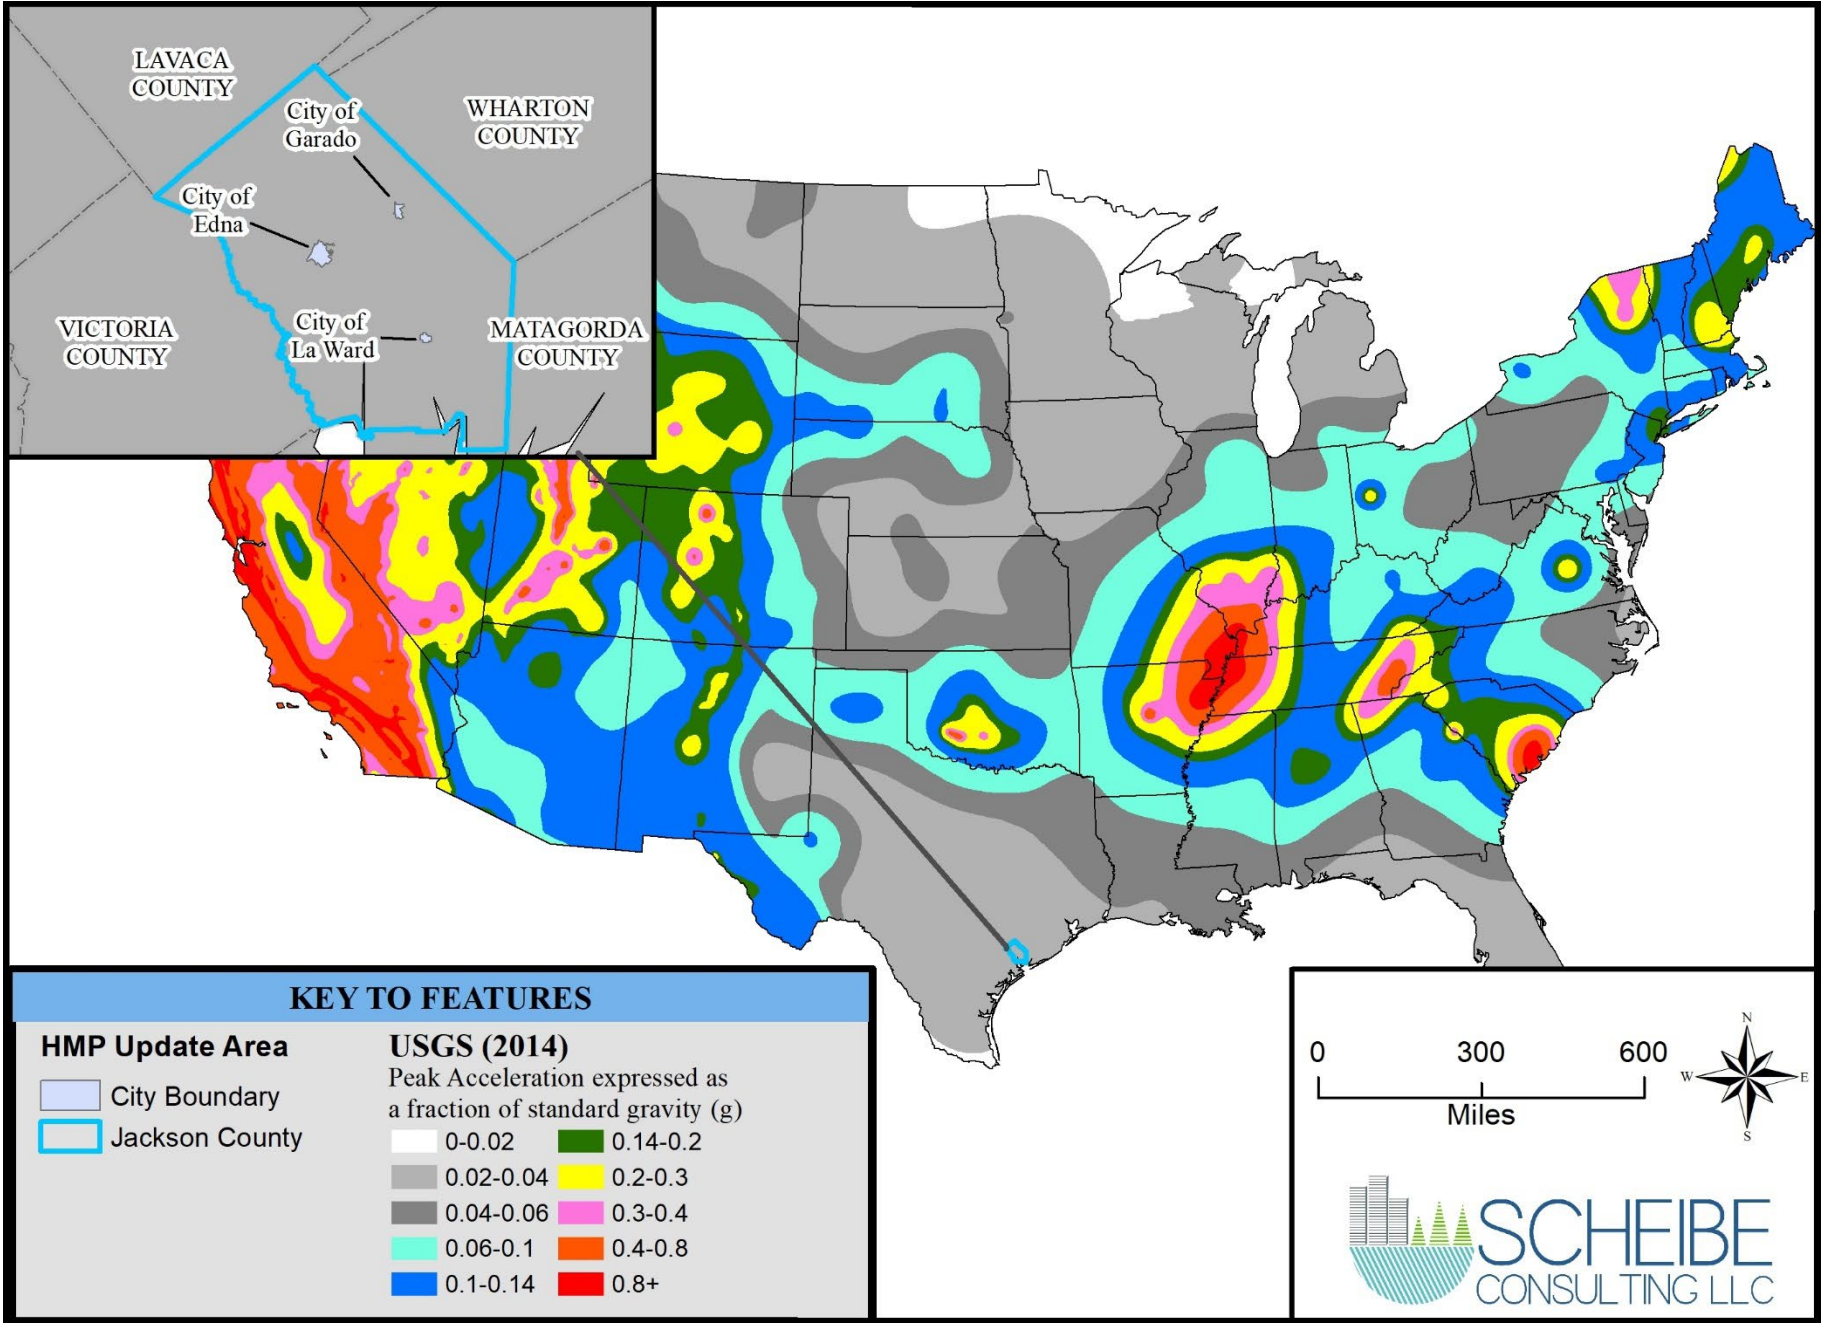 LAVACA
COUNTY
City of
Garado
WHARTON
COUNTY
City of
Edna
VICTORIA
COUNTY
City of
La Ward
MATAGORDA
COUNTY
KEY TO FEATURES
HMP Update Area
City Boundary
Jackson County
USGS (2014)
Peak Acceleration expressed as
a fraction of standard gravity (g)
0-0.02
0.02-0.04
0.04-0.06
0.06-0.1
0.1-0.14
0.14-0.2
0.2-0.3
0.3-0.4
0.4-0.8
0.8+
0 300 600
Miles
N
W E
S
SCHEIBE
CONSULTING LLC